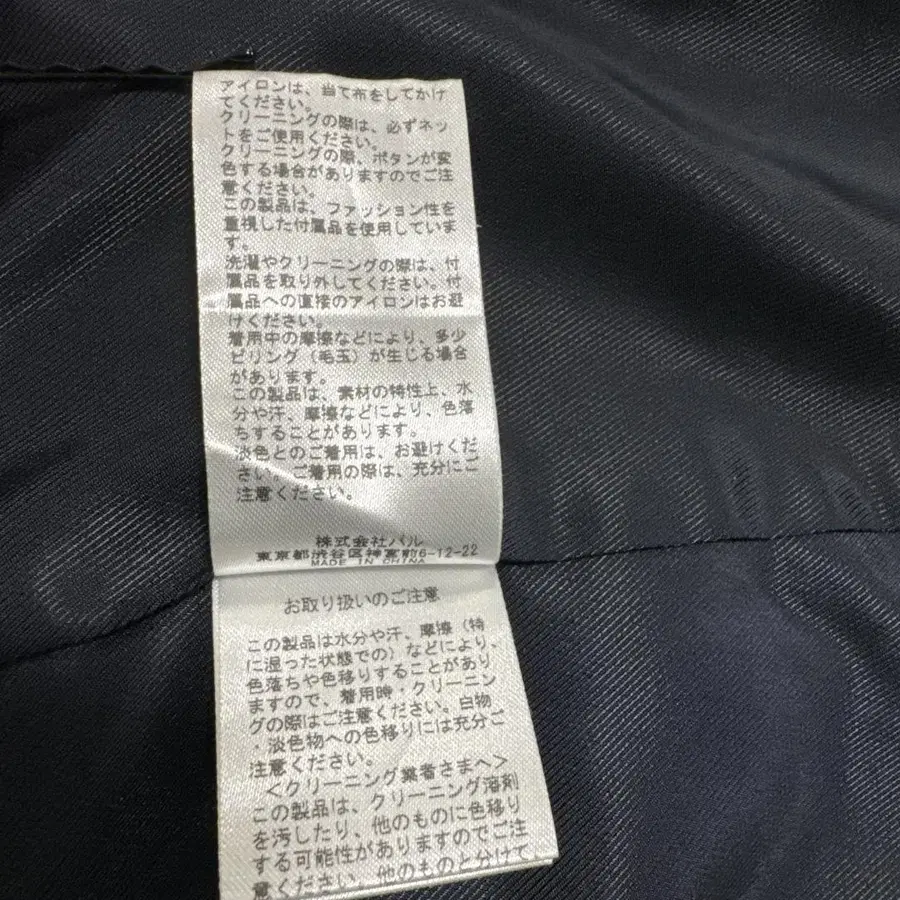 アイロンは、当て布をしてかけ
てください。
クリーニングの際は、必ずネッ
トをご使用ください。
クリーニングの際、ボタンが変
色する場合がありますのでご注
意ください。
この製品は、ファッション性を
重視した付属品を使用していま
す。
洗濯やクリーニングの際は、付
属品を取り外してください。付
属品への直接のアイロンはお避
けください。
着用中の摩擦などにより、多少
ピリング（毛玉）が生じる場合
があります。
この製品は、素材の特性上、水
分や汗、摩擦などにより、色落
ちすることがあります。
淡色とのご着用は、お避けくだ
さい。ご着用の際は、充分にご
注意ください。
株式会社パル
東京都渋谷区神宮前6-12-22
MADE IN CHINA
お取り扱いのご注意
この製品は水分や汗、摩擦（特
に湿った状態での）などにより、
色落ちや色移りすることがあり
ますので、着用時・クリーニン
グの際はご注意ください。白物
・淡色物への色移りには充分ご
注意ください。
＜クリーニング業者さまへ＞
この製品は、クリーニング溶剤
を汚したり、他のものに色移り
する可能性がありますのでご注
意ください。他のものと分けて